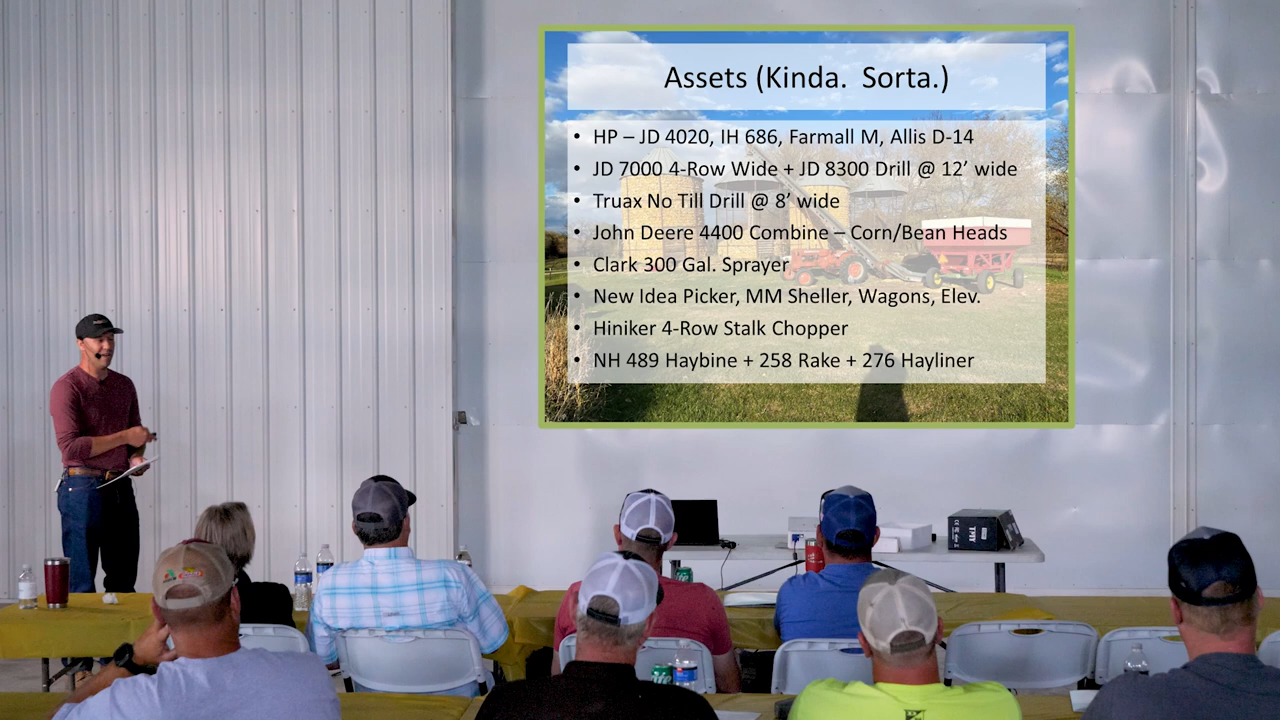 Assets (Kinda. Sorta.)
• HP – JD 4020, IH 686, Farmall M, Allis D-14
• JD 7000 4-Row Wide + JD 8300 Drill @ 12’ wide
• Truax No Till Drill @ 8’ wide
• John Deere 4400 Combine – Corn/Bean Heads
• Clark 300 Gal. Sprayer
• New Idea Picker, MM Sheller, Wagons, Elev.
• Hiniker 4-Row Stalk Chopper
• NH 489 Haybine + 258 Rake + 276 Hayliner